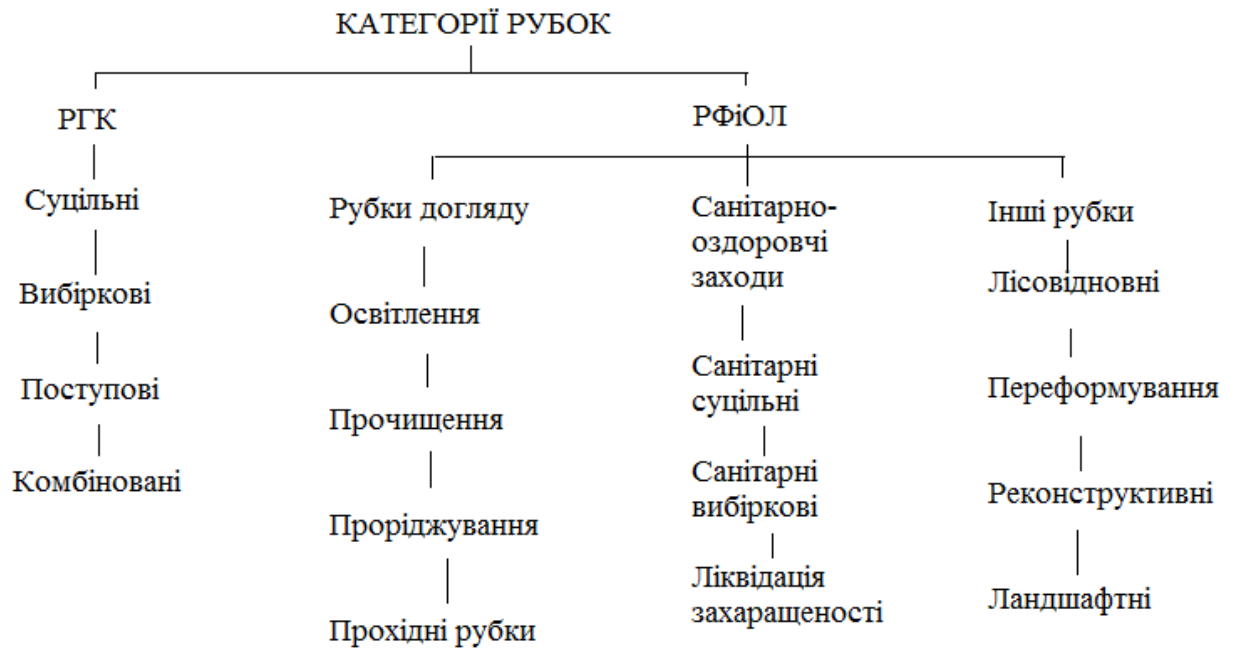 КАТЕГОРІЇ РУБОК
РГК
Суцільні
Вибіркові
Поступові
Комбіновані
РФіОЛ
Рубки догляду
Освітлення
Прочищення
Проріджування
Прохідні рубки
Санітарно-
оздоровчі
заходи
Санітарні
суцільні
Санітарні
вибіркові
Ліквідація
захаращеності
Інші рубки
Лісовідновні
Переформування
Реконструктивні
Ландшафтні